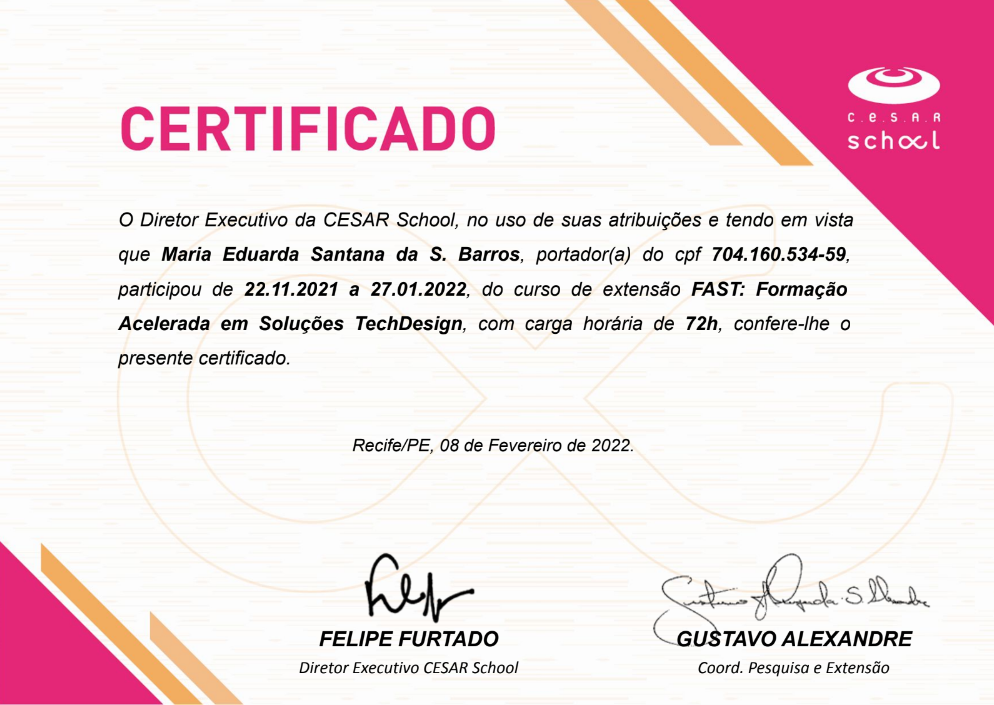 C.e.S.A.R
school
CERTIFICADO
O Diretor Executivo da CESAR School, no uso de suas atribuições e tendo em vista
que Maria Eduarda Santana da S. Barros, portador(a) do cpf 704.160.534-59,
participou de 22.11.2021 a 27.01.2022, do curso de extensão FAST: Formação
Acelerada em Soluções TechDesign, com carga horária de 72h, confere-lhe o
presente certificado.
Recife/PE, 08 de Fevereiro de 2022.
FELIPE FURTADO
Diretor Executivo CESAR School
GUSTAVO ALEXANDRE
Coord. Pesquisa e Extensão